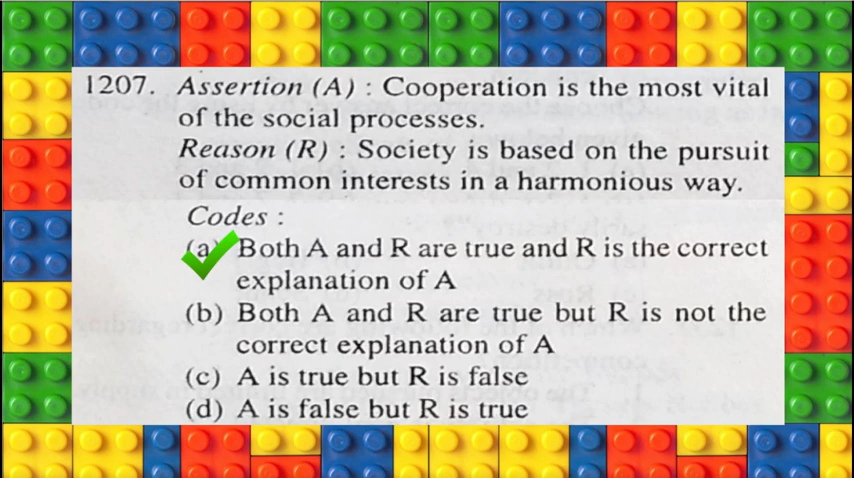 1207. Assertion (A) : Cooperation is the most vital
of the social processes.
Reason (R) : Society is based on the pursuit
of common interests in a harmonious way.
Codes :
(a) Both A and R are true and R is the correct
explanation of A
(b) Both A and R are true but R is not the
correct explanation of A
(c) A is true but R is false
(d) A is false but R is true